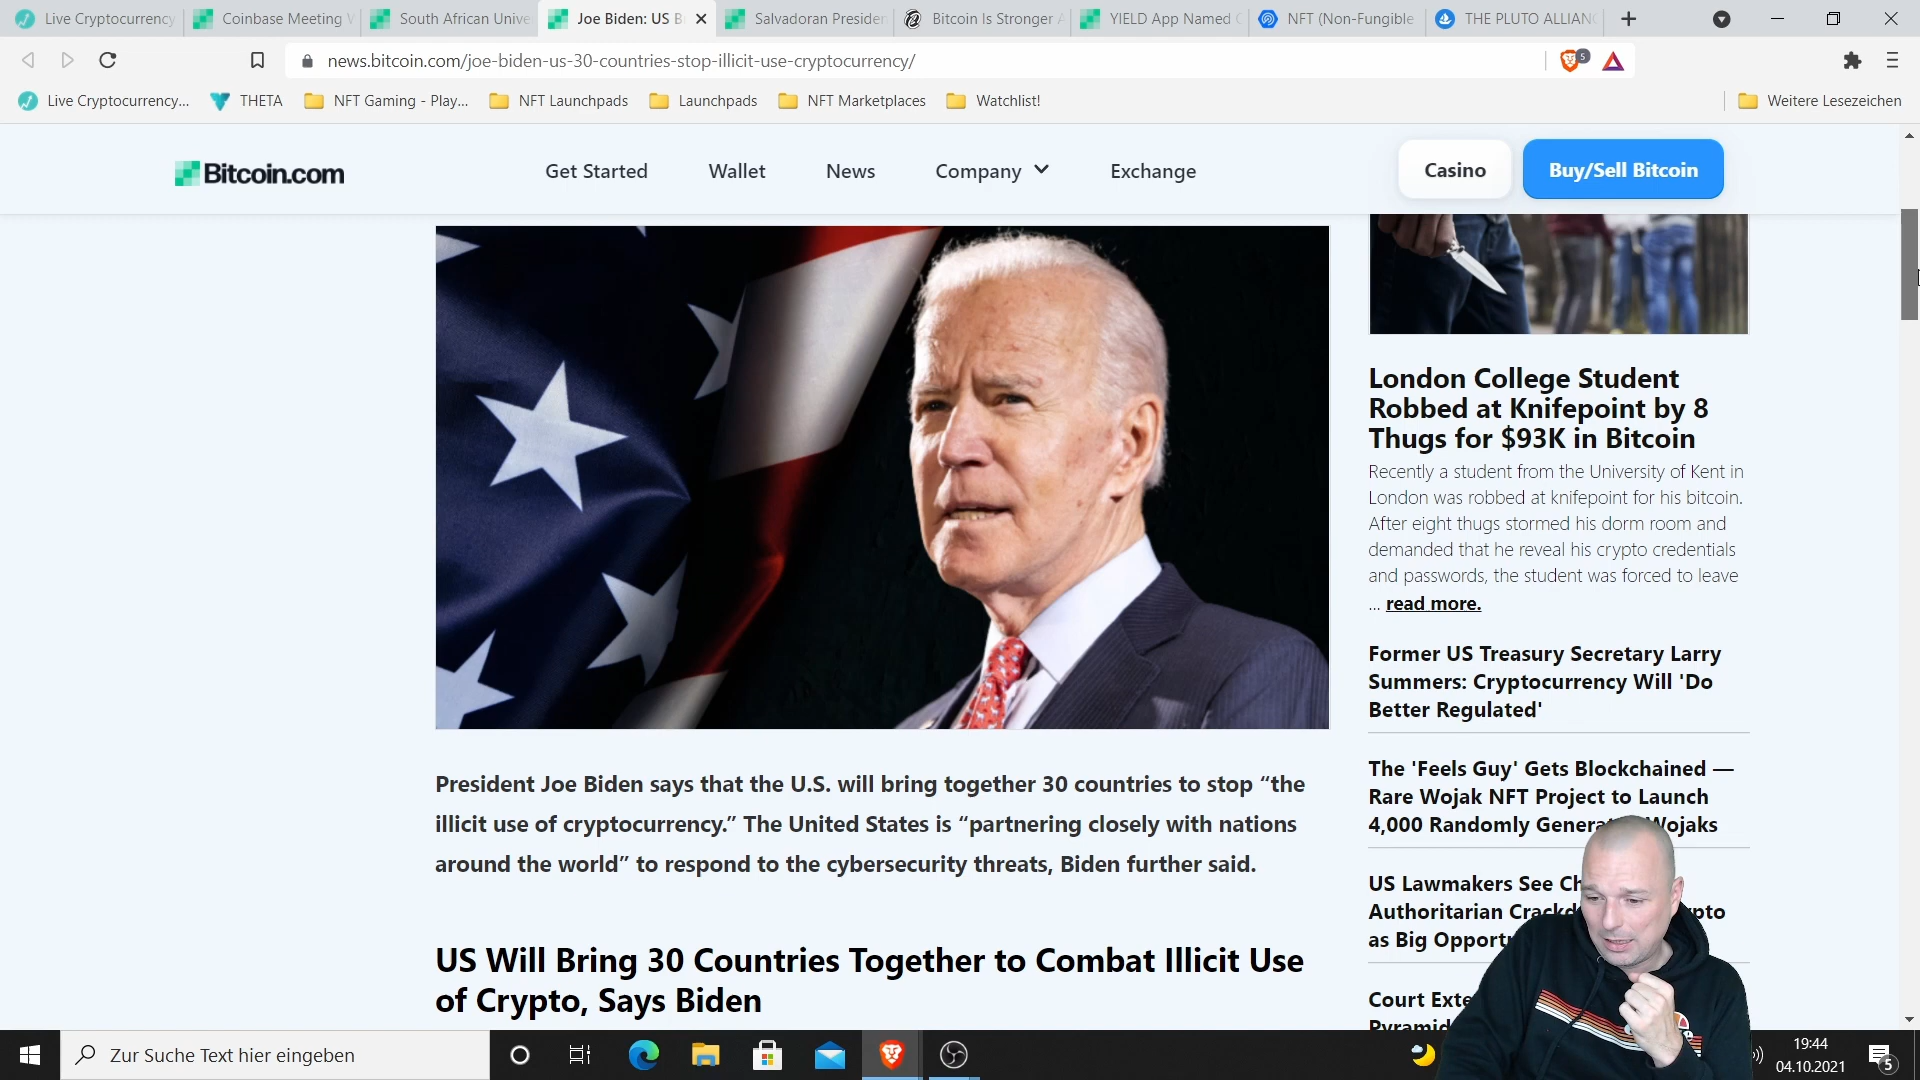 Live Cryptocurrency
Coinbase Meeting
South African Unive
Joe Biden: US B
Salvadoran Presiden
Bitcoin Is Stronger
YIELD App Named
NFT (Non-Fungible
THE PLUTO ALLIAN
news.bitcoin.com/joe-biden-us-30-countries-stop-illicit-use-cryptocurrency/
5
Live Cryptocurrency...
THETA
NFT Gaming - Play...
NFT Launchpads
Launchpads
NFT Marketplaces
Watchlist!
Weitere Lesezeichen
Bitcoin.com
Get Started
Wallet
News
Company
Exchange
Casino
Buy/Sell Bitcoin
President Joe Biden says that the U.S. will bring together 30 countries to stop “the
illicit use of cryptocurrency.” The United States is “partnering closely with nations
around the world” to respond to the cybersecurity threats, Biden further said.
US Will Bring 30 Countries Together to Combat Illicit Use
of Crypto, Says Biden
London College Student
Robbed at Knifepoint by 8
Thugs for $93K in Bitcoin
Recently a student from the University of Kent in
London was robbed at knifepoint for his bitcoin.
After eight thugs stormed his dorm room and
demanded that he reveal his crypto credentials
and passwords, the student was forced to leave
... read more.
Former US Treasury Secretary Larry
Summers: Cryptocurrency Will 'Do
Better Regulated'
The 'Feels Guy' Gets Blockchained —
Rare Wojak NFT Project to Launch
4,000 Randomly Generat Wojaks
US Lawmakers See Ch
Authoritarian Crackd pto
as Big Opport
Court Exte
Pyramid
Zur Suche Text hier eingeben
19:44
04.10.2021
5